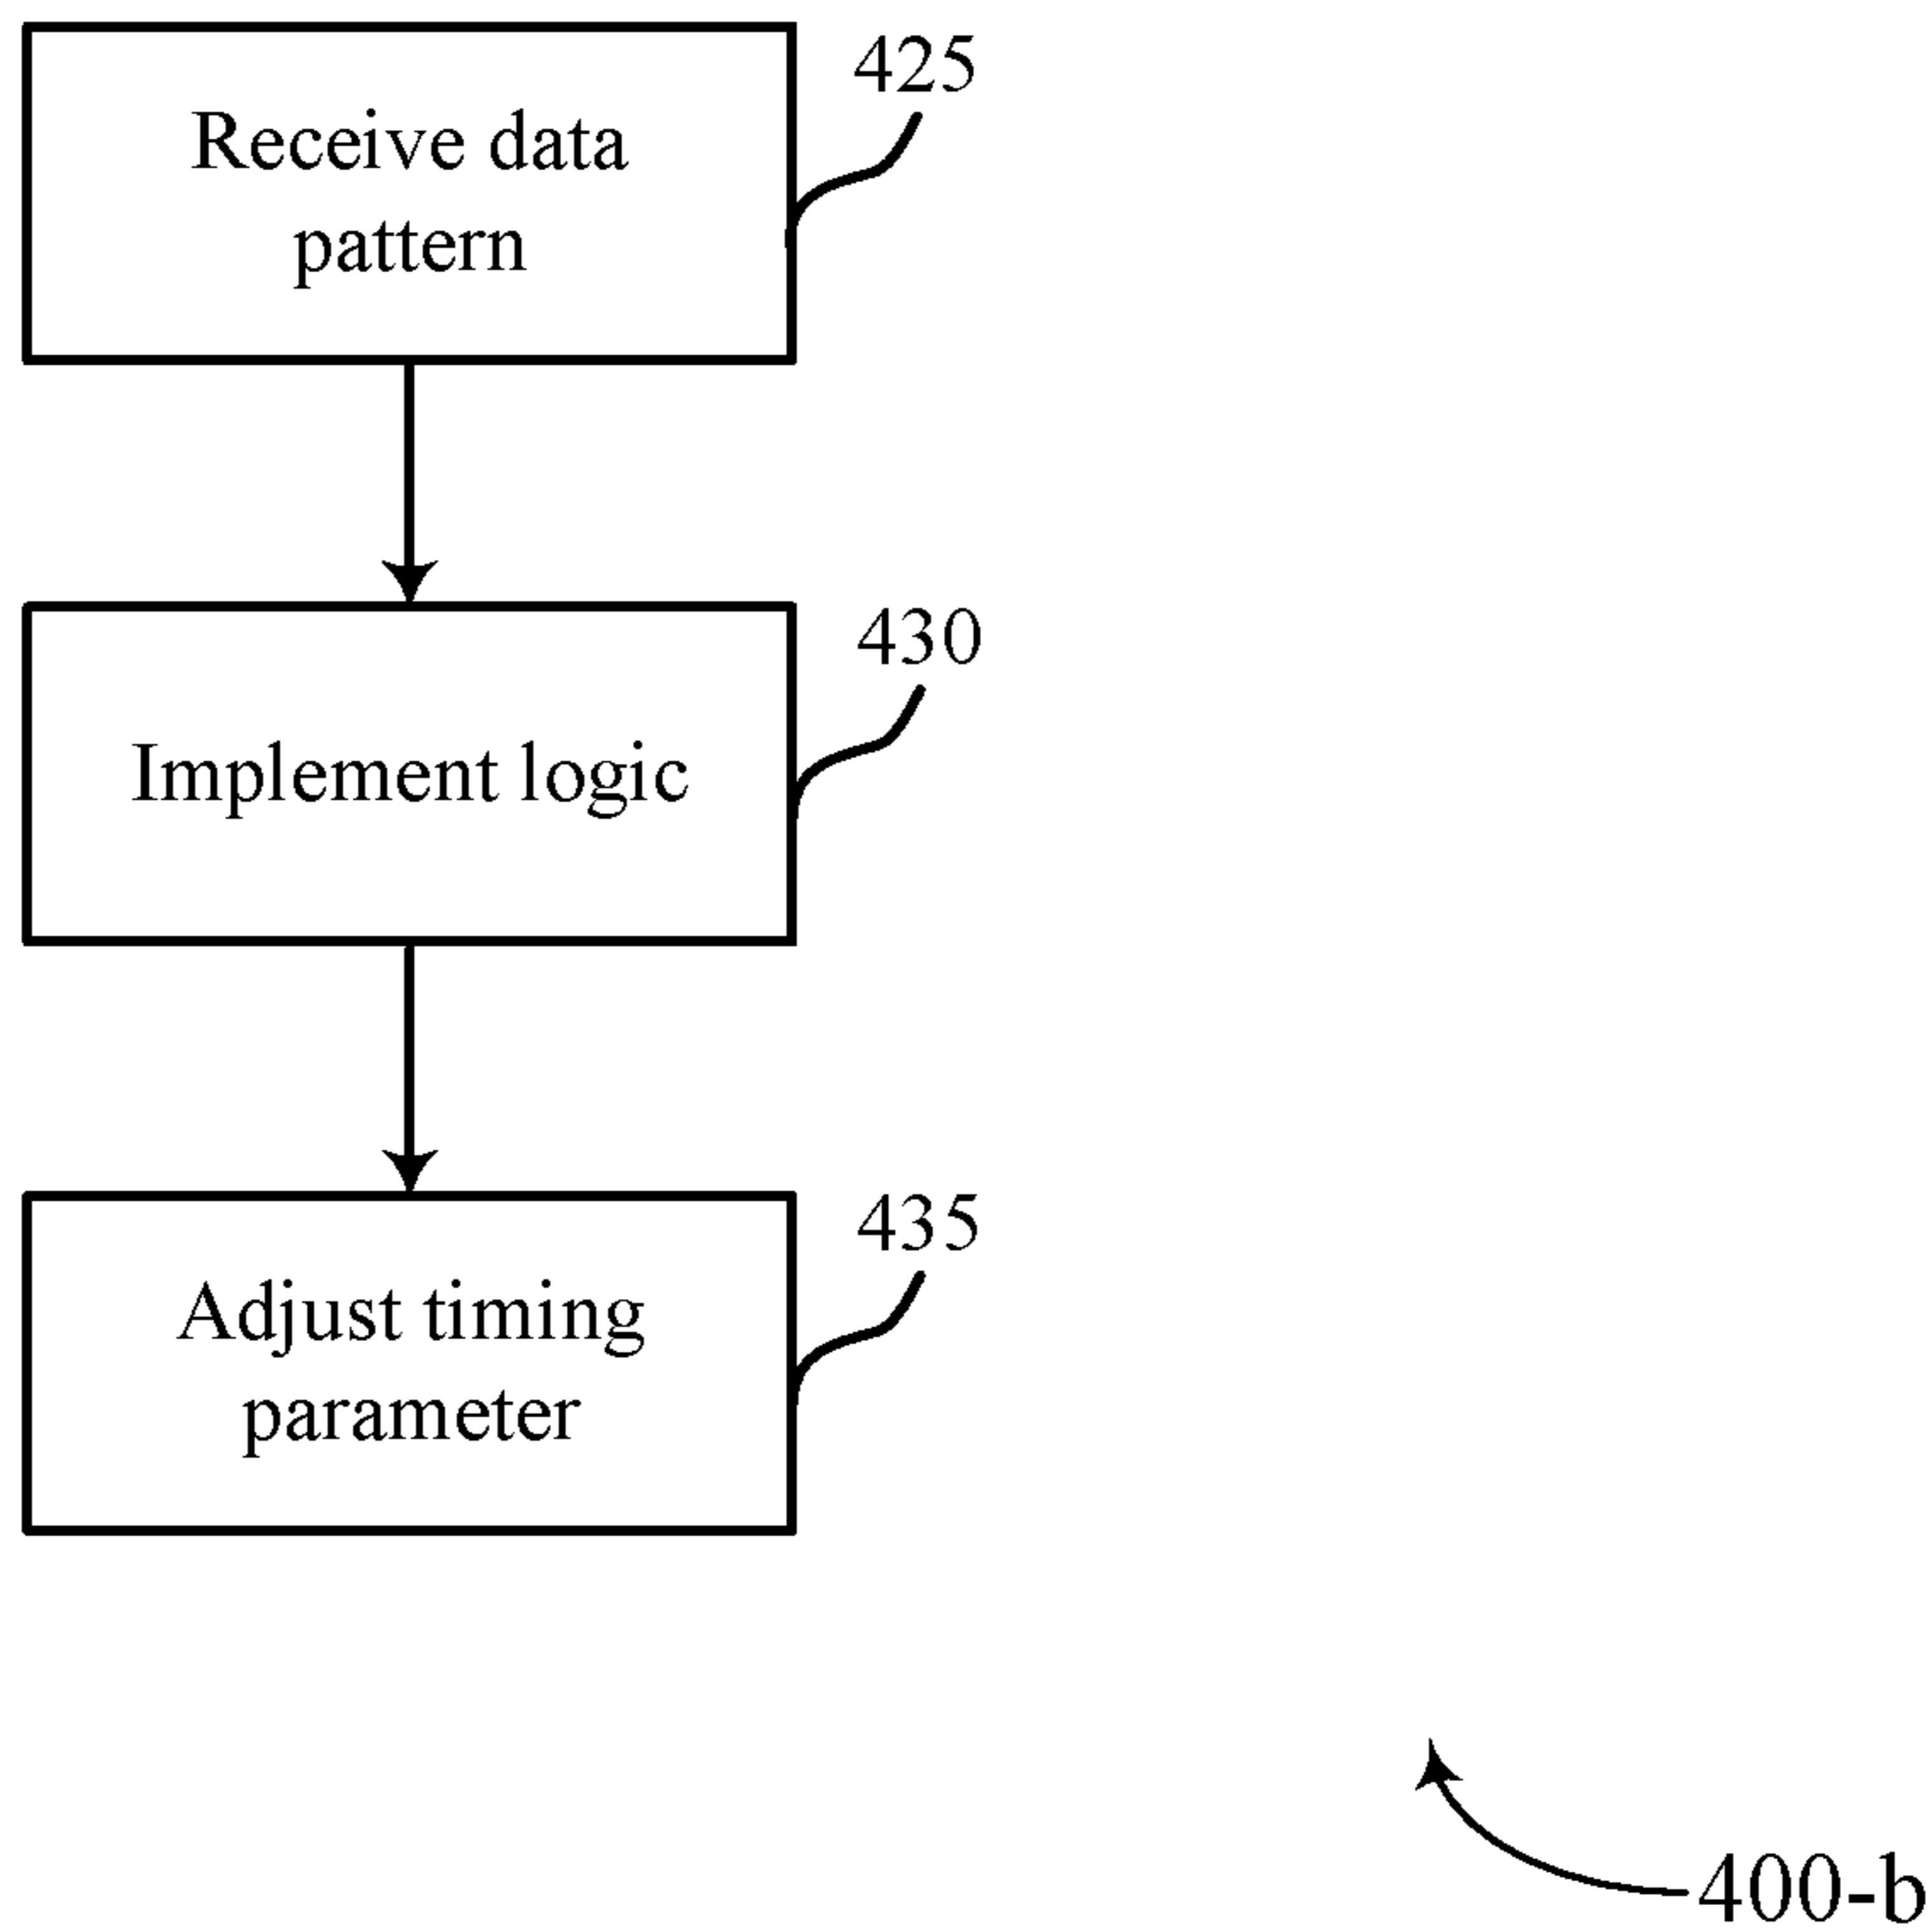 Receive data
pattern
425
Implement logic
430
Adjust timing
parameter
435
400-b